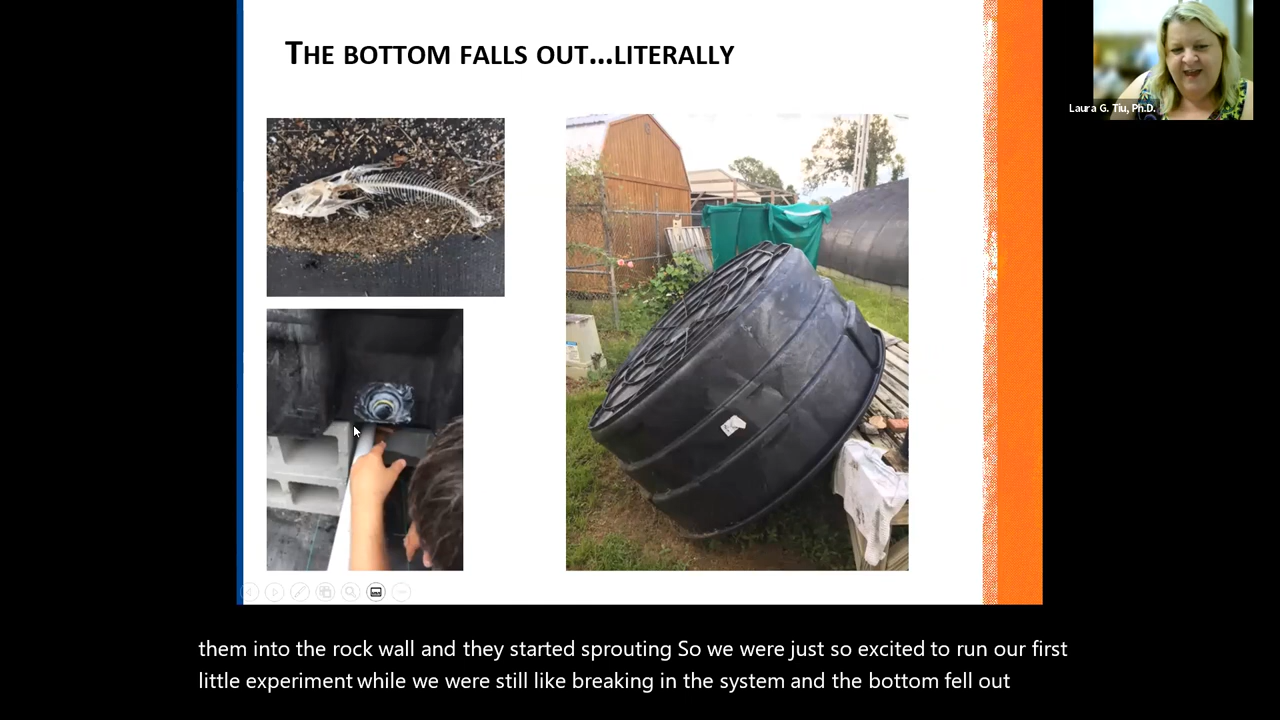 THE BOTTOM FALLS OUT...LITERALLY
Laura G. Tiu, Ph.D.
them into the rock wall and they started sprouting So we were just so excited to run our first
little experiment while we were still like breaking in the system and the bottom fell out